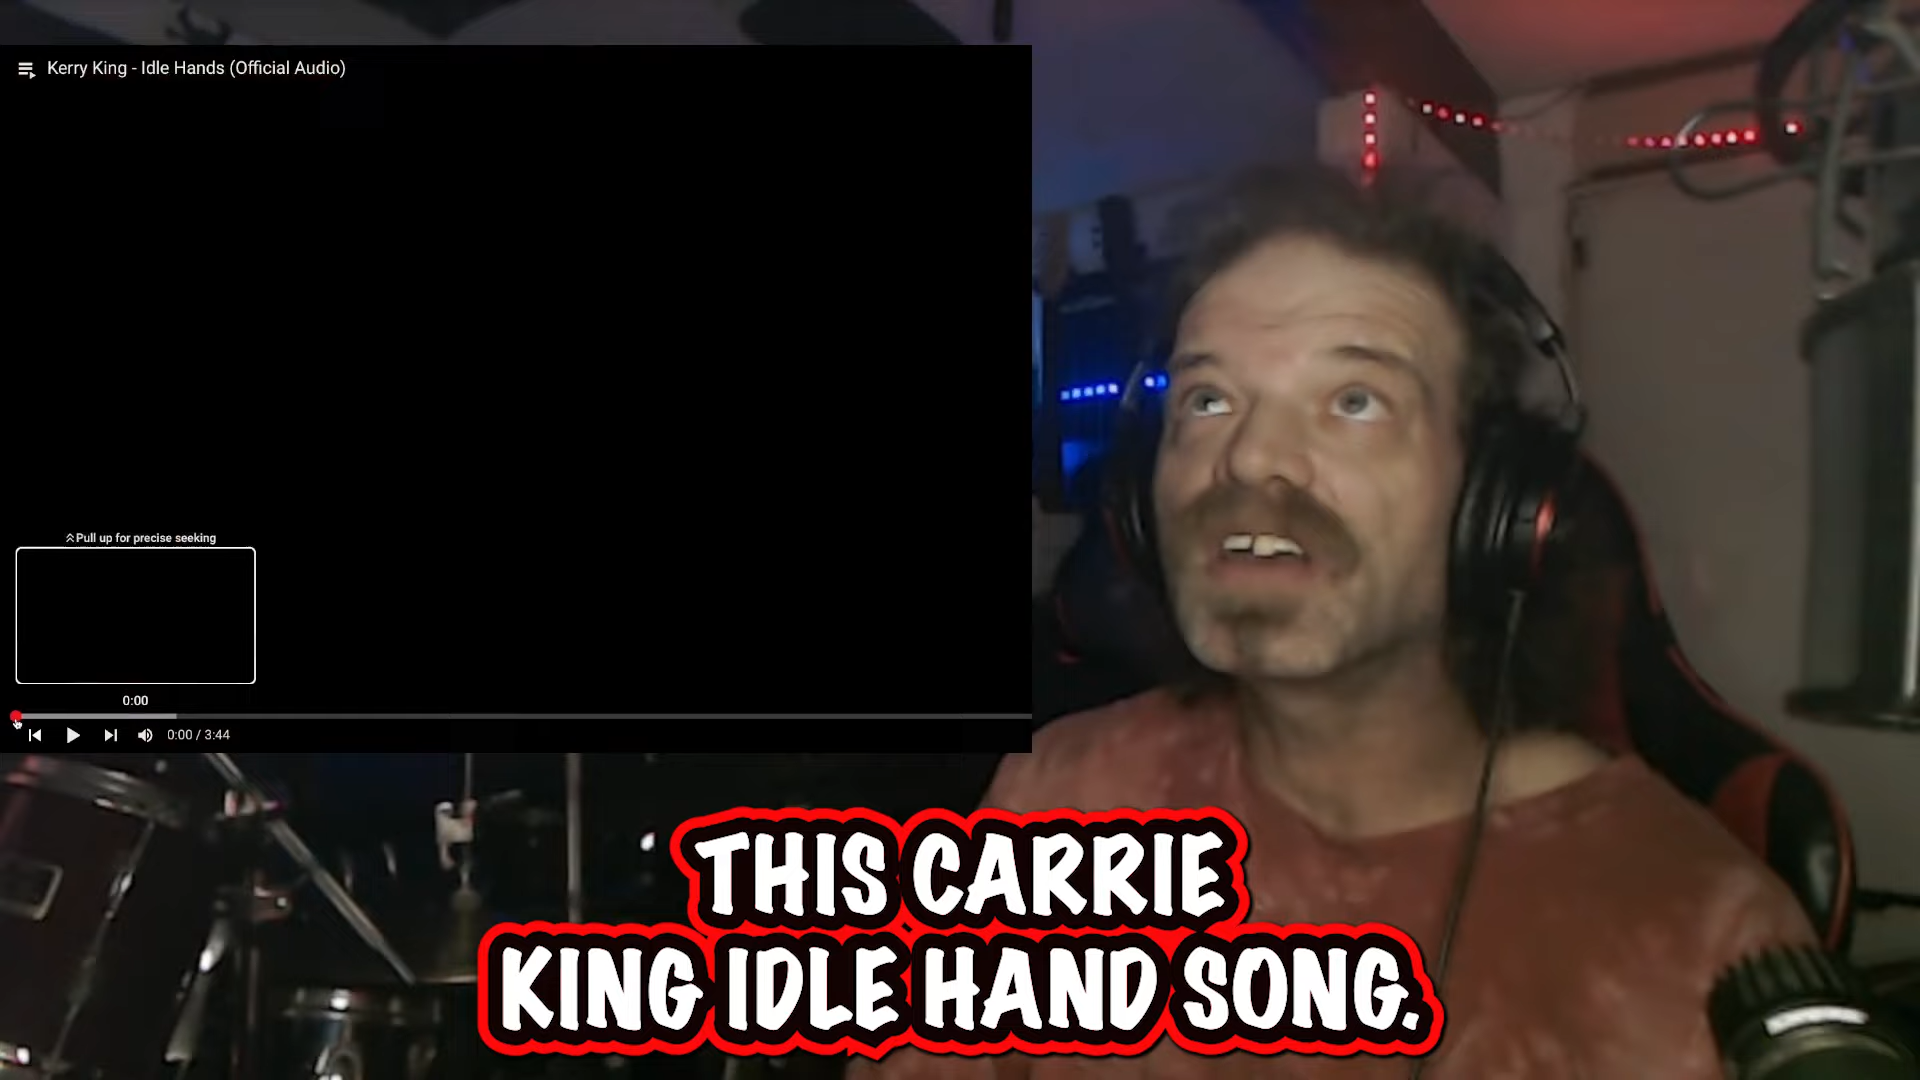 Kerry King - Idle Hands (Official Audio)
Pull up for precise seeking
0:00
0:00 / 3:44
THIS CARRIE
KING IDLE HAND SONG.